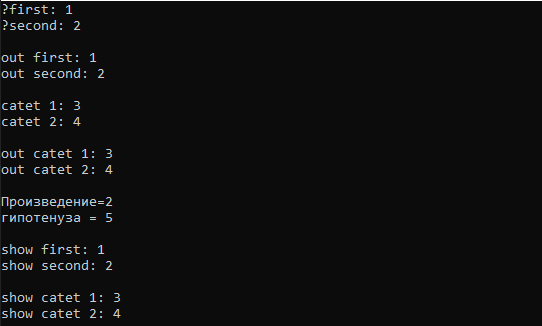 ?first: 1
?second: 2
out first: 1
out second: 2
catet 1: 3
catet 2: 4
out catet 1: 3
out catet 2: 4
Произведение=2
гипотенуза = 5
show first: 1
show second: 2
show catet 1: 3
show catet 2: 4